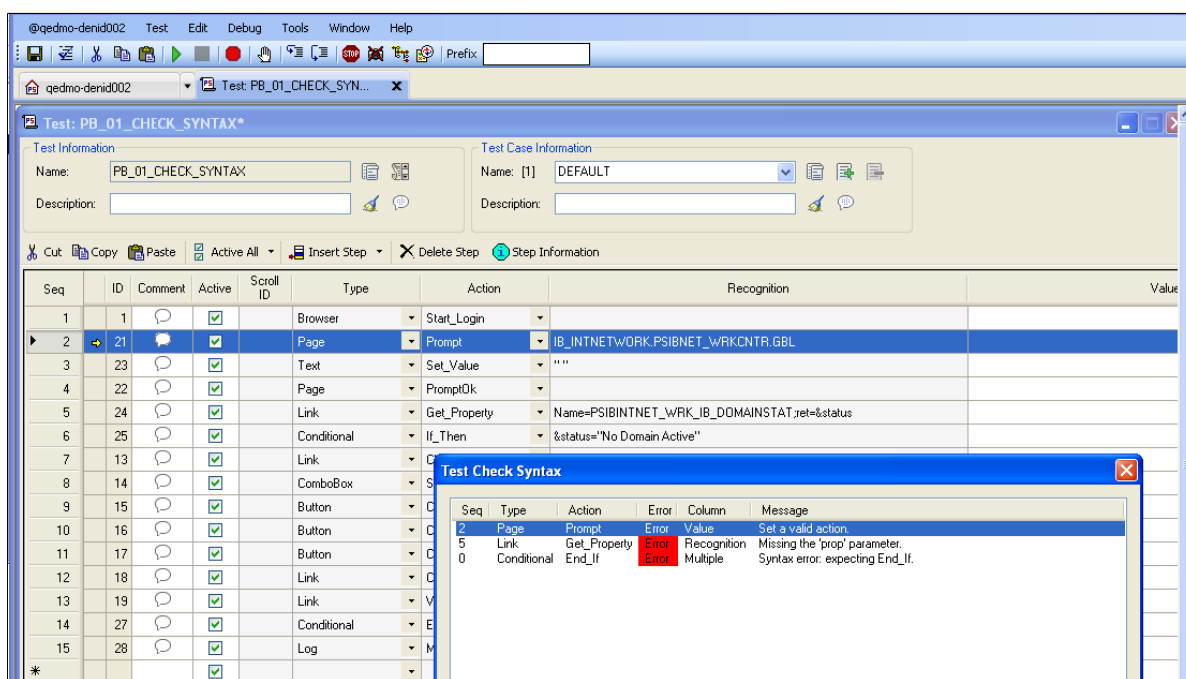 @qedmo-denid002 Test Edit Debug Tools Window Help
STOP Prefix
PS qedmo-denid002 PS Test: PB_01_CHECK_SYN... X
PS Test: PB_01_CHECK_SYNTAX*
Test Information Test Case Information
Name: PB_01_CHECK_SYNTAX Name: [1] DEFAULT
Description: Description:
Cut Copy Paste Active All Insert Step Delete Step Step Information
Seq ID Comment Active Scroll ID Type Action Recognition Value
1 1 Browser Start_Login
2 21 Page Prompt IB_INTNETWORK.PSIBNET_WRKCNTR.GBL
3 23 Text Set_Value " "
4 22 Page PromptOk
5 24 Link Get_Property Name=PSIBINTNET_WRK_IB_DOMAINSTAT;ret=&status
6 25 Conditional If_Then &status="No Domain Active"
7 13 Link
8 14 ComboBox S
9 15 Button C
10 16 Button C
11 17 Button C
12 18 Link C
13 19 Link V
14 27 Conditional E
15 28 Log M
*
Test Check Syntax
Seq Type Action Error Column Message
2 Page Prompt Error Value Set a valid action.
5 Link Get_Property Error Recognition Missing the 'prop' parameter.
0 Conditional End_If Error Multiple Syntax error: expecting End_If.